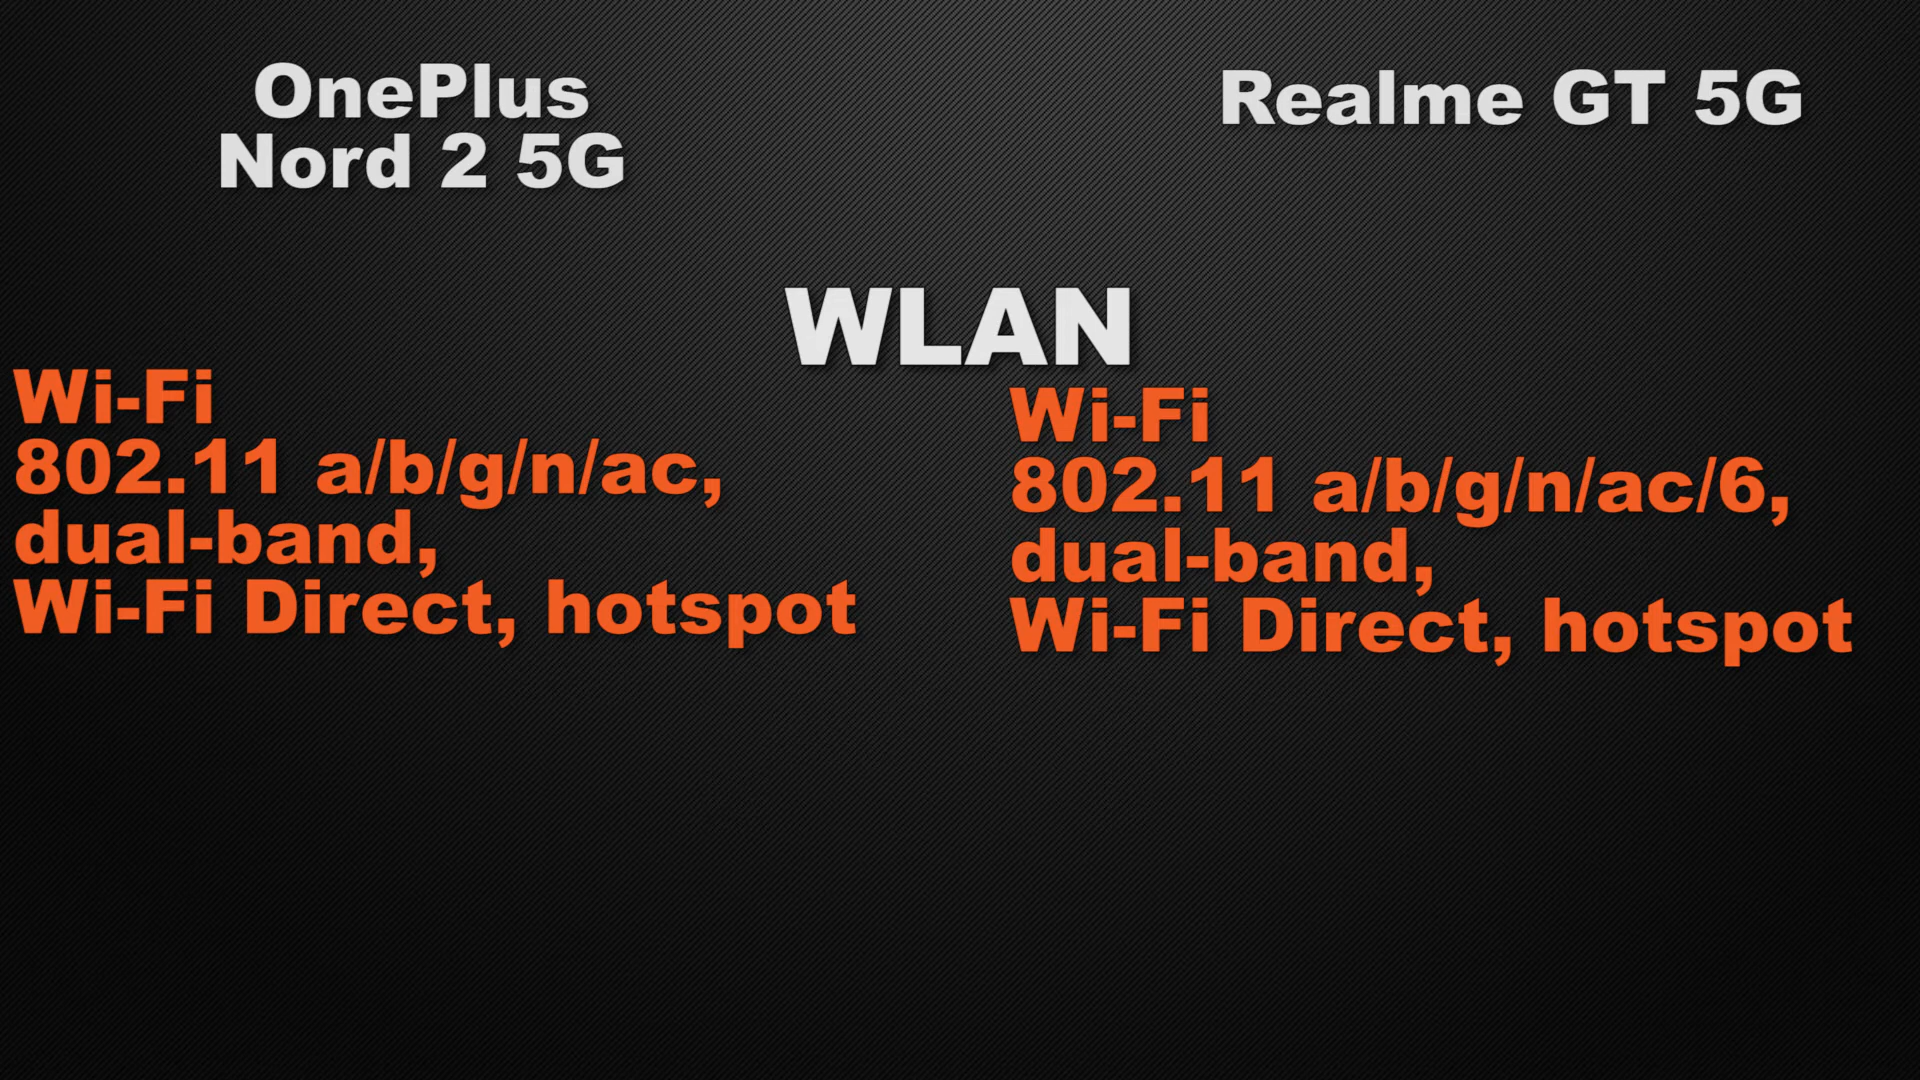 OnePlus
Nord 2 5G
Realme GT 5G
WLAN
Wi-Fi
802.11 a/b/g/n/ac,
dual-band,
Wi-Fi Direct, hotspot
Wi-Fi
802.11 a/b/g/n/ac/6,
dual-band,
Wi-Fi Direct, hotspot